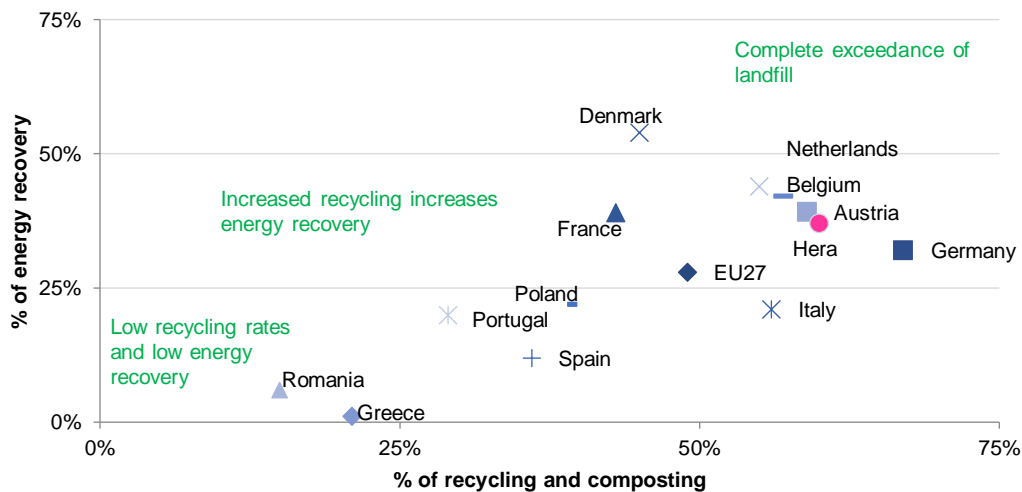 75%
Complete exceedance of
landfill
Denmark
50%
Netherlands
Belgium
Increased recycling increases
energy recovery
Austria
France
Hera
Germany
EU27
25%
Poland
Italy
Portugal
Low recycling rates
and low energy
recovery
Spain
Romania
Greece
0%
0%
25%
50%
75%
% of recycling and composting
% of energy recovery